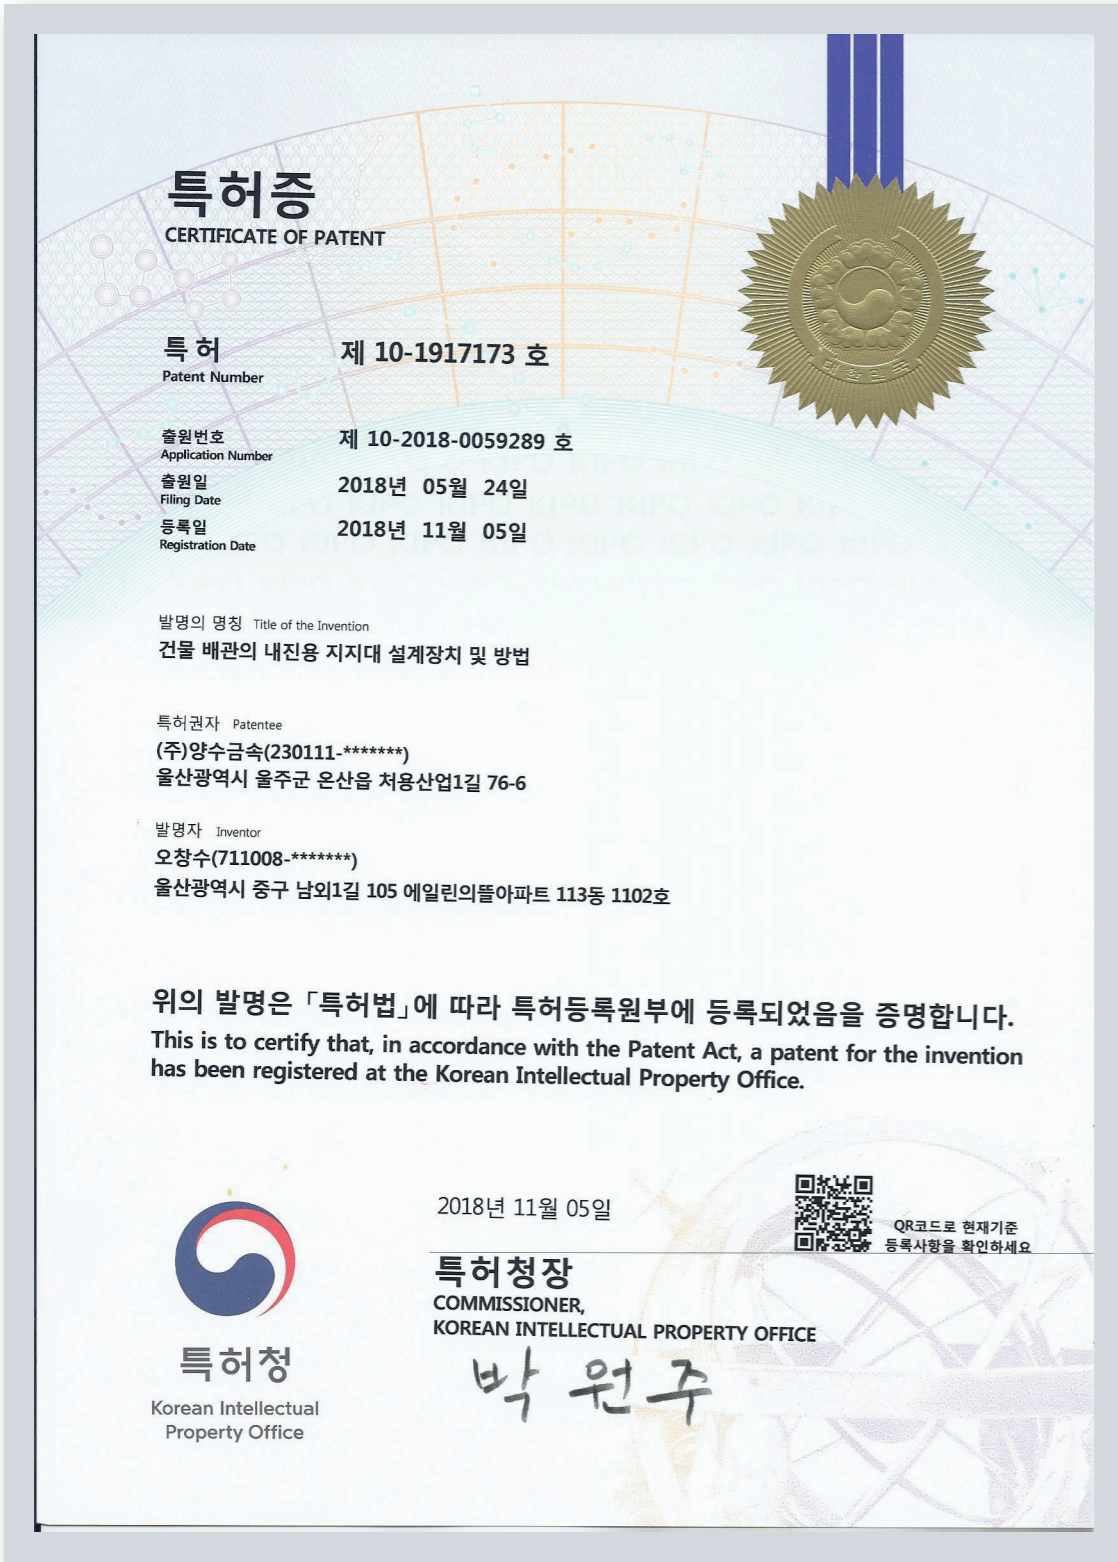 특허증
CERTIFICATE OF PATENT
대한민국
특허 제 10-1917173 호
Patent Number
출원번호 제 10-2018-0059289 호
Application Number
출원일 2018년 05월 24일
Filing Date
등록일 2018년 11월 05일
Registration Date
발명의 명칭 Title of the Invention
건물 배관의 내진용 지지대 설계장치 및 방법
특허권자 Patentee
(주)양수금속(230111-*******)
울산광역시 울주군 온산읍 처용산업1길 76-6
발명자 Inventor
오창수(711008-*******)
울산광역시 중구 남외1길 105 에일린의뜰아파트 113동 1102호
위의 발명은 「특허법」에 따라 특허등록원부에 등록되었음을 증명합니다.
This is to certify that, in accordance with the Patent Act, a patent for the invention
has been registered at the Korean Intellectual Property Office.
2018년 11월 05일
QR코드로 현재기준
등록사항을 확인하세요
특허청장
COMMISSIONER,
KOREAN INTELLECTUAL PROPERTY OFFICE
박원주
특허청
Korean Intellectual
Property Office